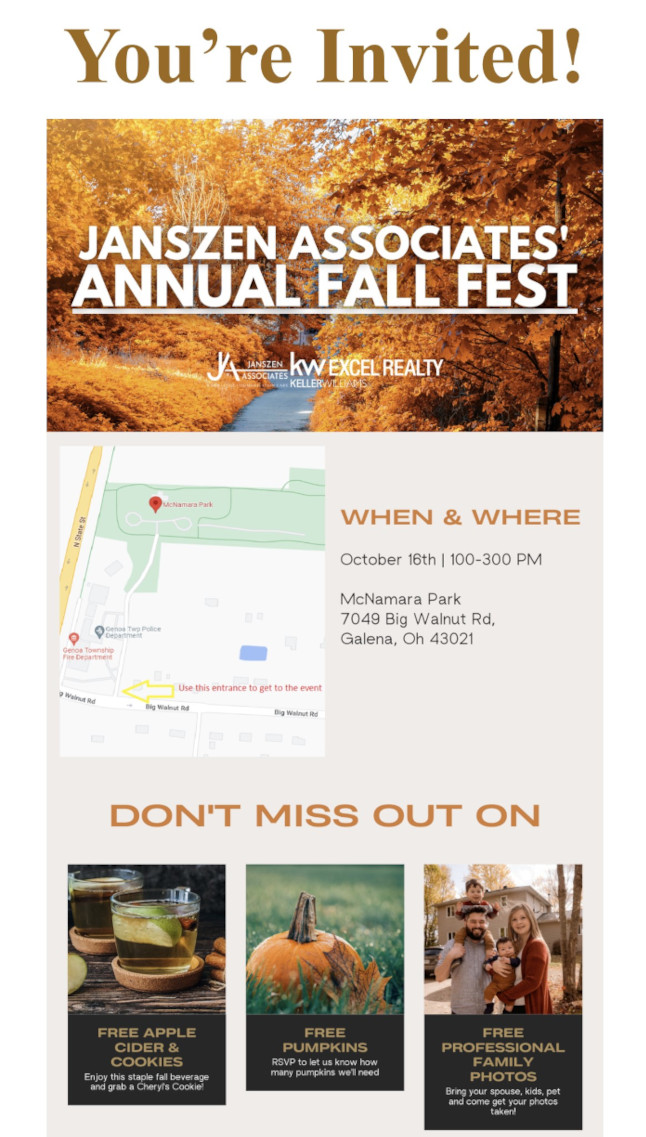 You're Invited!
JANSZEN ASSOCIATES'
ANNUAL FALL FEST
JA JANSZEN
ASSOCIATES
kw EXCEL REALTY
KELLERWILLIAMS
McNamara Park
N State St
Genoa Twp Police
Department
Genoa Township
Fire Department
Use this entrance to get to the event
g Walnut Rd
Big Walnut Rd
Big Walnut Rd
WHEN & WHERE
October 16th | 100-300 PM
McNamara Park
7049 Big Walnut Rd,
Galena, Oh 43021
DON'T MISS OUT ON
FREE APPLE
CIDER &
COOKIES
Enjoy this staple fall beverage
and grab a Cheryl's Cookie!
FREE
PUMPKINS
RSVP to let us know how
many pumpkins we'll need
FREE
PROFESSIONAL
FAMILY
PHOTOS
Bring your spouse, kids, pet
and come get your photos
taken!